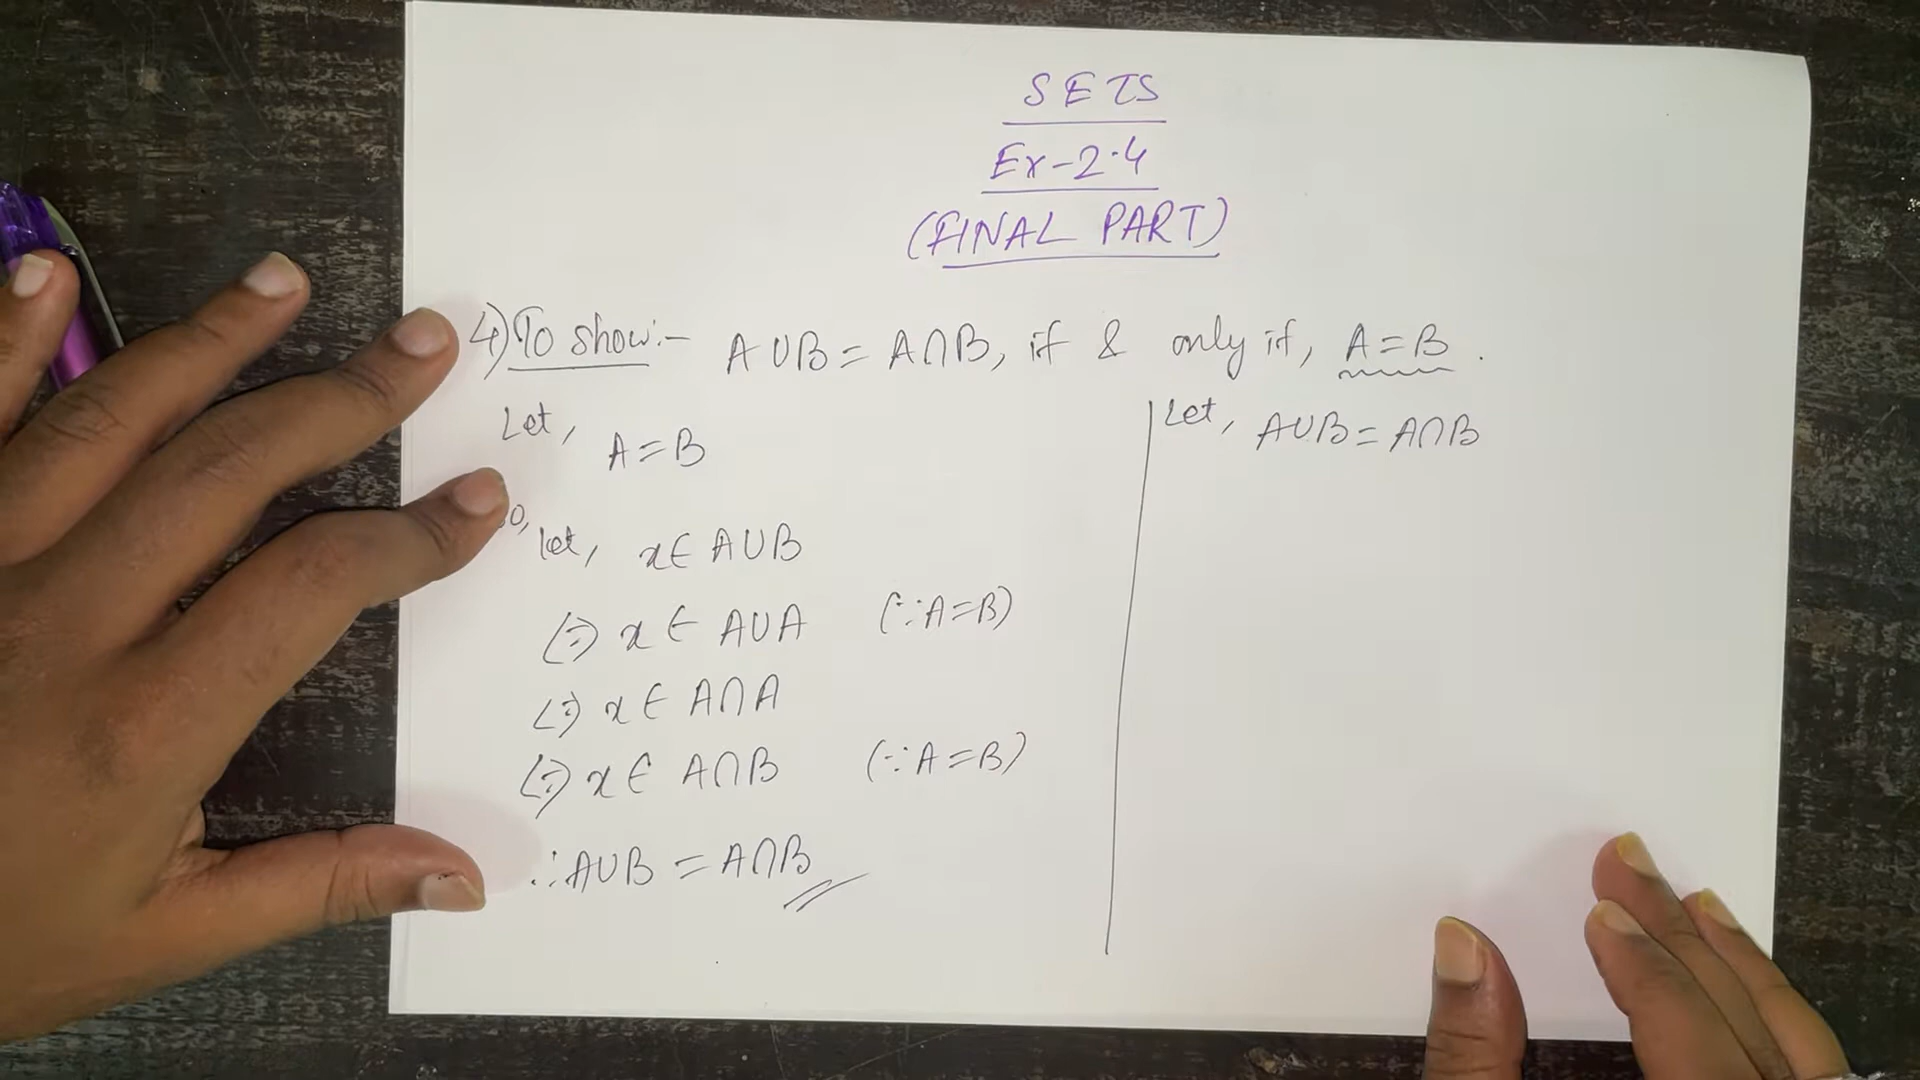 SETS
Ex-2.4
(FINAL PART)
4) To show:- A∪B = A∩B, if & only if, A=B.
Let, A=B
let, x∈ A∪B
<=> x ∈ A∪A (∵A=B)
<=> x ∈ A∩A
<=> x ∈ A∩B (∵A=B)
∴A∪B = A∩B
Let, A∪B = A∩B